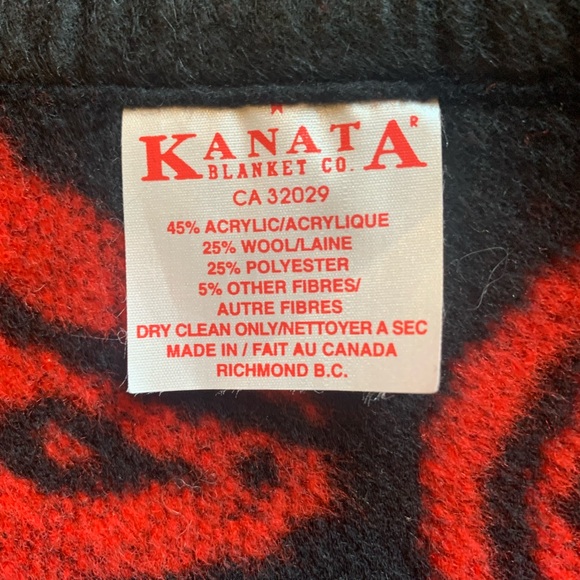 KANATA®
BLANKET CO.
CA 32029
45% ACRYLIC/ACRYLIQUE
25% WOOL/LAINE
25% POLYESTER
5% OTHER FIBRES/
AUTRE FIBRES
DRY CLEAN ONLY/NETTOYER A SEC
MADE IN / FAIT AU CANADA
RICHMOND B.C.